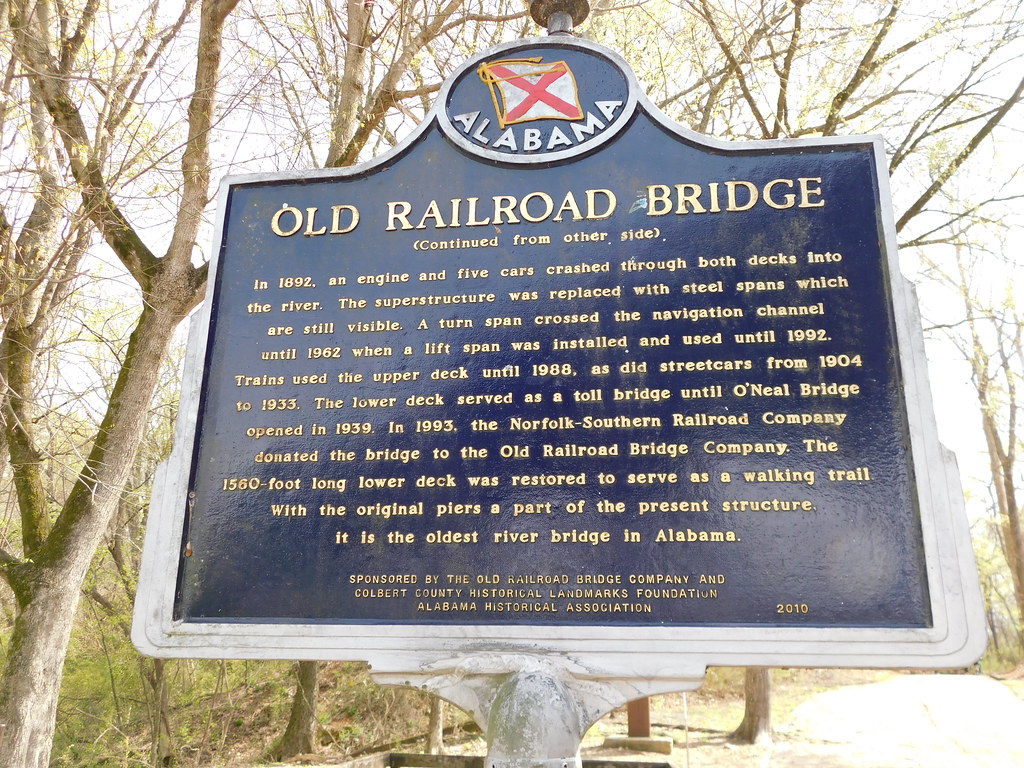 ALABAMA
OLD RAILROAD BRIDGE
(Continued from other side)
In 1892, an engine and five cars crashed through both decks into
the river. The superstructure was replaced with steel spans which
are still visible. A turn span crossed the navigation channel
until 1962 when a lift span was installed and used until 1992.
Trains used the upper deck until 1988, as did streetcars from 1904
to 1933. The lower deck served as a toll bridge until O'Neal Bridge
opened in 1939. In 1993, the Norfolk-Southern Railroad Company
donated the bridge to the Old Railroad Bridge Company. The
1560-foot long lower deck was restored to serve as a walking trail
With the original piers a part of the present structure,
it is the oldest river bridge in Alabama.
SPONSORED BY THE OLD RAILROAD BRIDGE COMPANY AND
COLBERT COUNTY HISTORICAL LANDMARKS FOUNDATION
ALABAMA HISTORICAL ASSOCIATION 2010